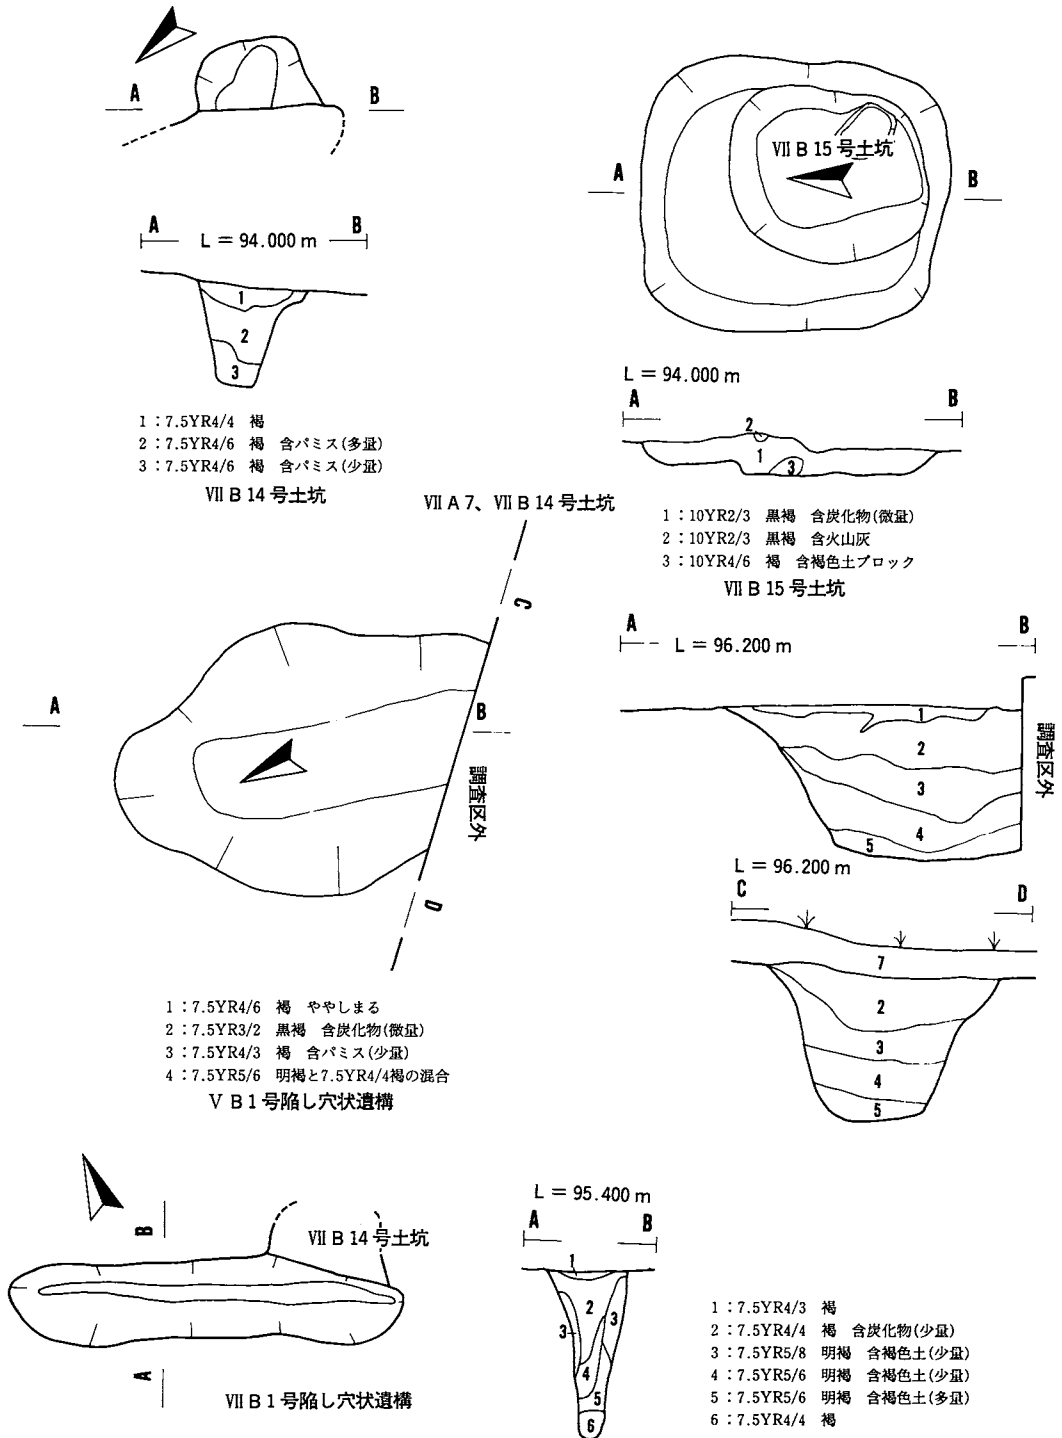 A
B
A
B
L = 94.000 m
1
2
3
1：7.5YR4/4 褐
2：7.5YR4/6 褐 含パミス(多量)
3：7.5YR4/6 褐 含パミス(少量)
Ⅶ B 14 号土坑
Ⅶ B 15 号土坑
A
B
L = 94.000 m
A
B
2
1
3
1：10YR2/3 黒褐 含炭化物(微量)
2：10YR2/3 黒褐 含火山灰
3：10YR4/6 褐 含褐色土ブロック
Ⅶ B 15 号土坑
Ⅶ A 7、Ⅶ B 14 号土坑
C
A
B
調査区外
D
1：7.5YR4/6 褐 ややしまる
2：7.5YR3/2 黒褐 含炭化物(微量)
3：7.5YR4/3 褐 含パミス(少量)
4：7.5YR5/6 明褐と7.5YR4/4褐の混合
Ⅴ B 1 号陥し穴状遺構
A
B
L = 96.200 m
1
2
3
4
5
調査区外
L = 96.200 m
C
D
7
2
3
4
5
B
Ⅶ B 14 号土坑
A
Ⅶ B 1 号陥し穴状遺構
L = 95.400 m
A
B
1
2
3
3
4
5
6
1：7.5YR4/3 褐
2：7.5YR4/4 褐 含炭化物(少量)
3：7.5YR5/8 明褐 含褐色土(少量)
4：7.5YR5/6 明褐 含褐色土(少量)
5：7.5YR5/6 明褐 含褐色土(多量)
6：7.5YR4/4 褐